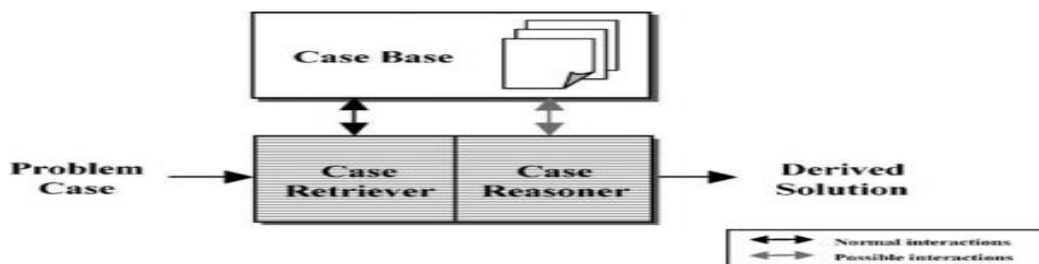 Case Base
Problem
Case
Case
Retriever
Case
Reasoner
Derived
Solution
Normal interactions
Possible interactions